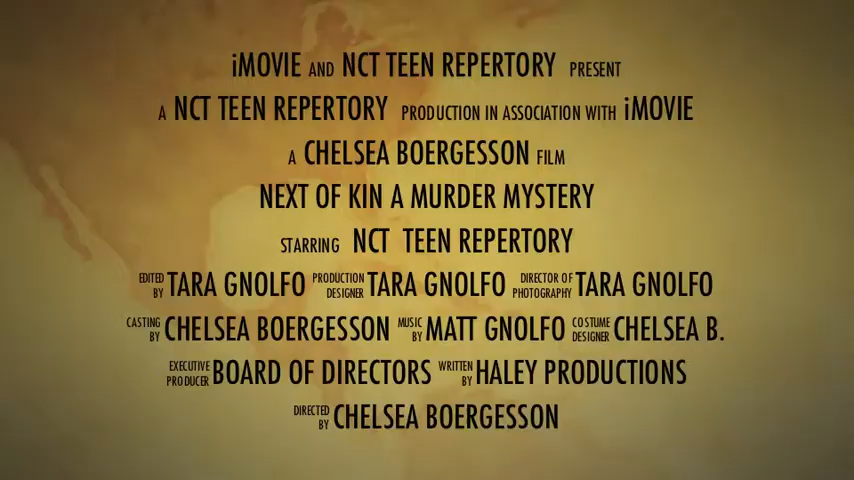 iMOVIE AND NCT TEEN REPERTORY PRESENT
A NCT TEEN REPERTORY PRODUCTION IN ASSOCIATION WITH iMOVIE
A CHELSEA BOERGESSON FILM
NEXT OF KIN A MURDER MYSTERY
STARRING NCT TEEN REPERTORY
EDITED BY TARA GNOLFO PRODUCTION DESIGNER TARA GNOLFO DIRECTOR OF PHOTOGRAPHY TARA GNOLFO
CASTING BY CHELSEA BOERGESSON MUSIC BY MATT GNOLFO COSTUME DESIGNER CHELSEA B.
EXECUTIVE PRODUCER BOARD OF DIRECTORS WRITTEN BY HALEY PRODUCTIONS
DIRECTED BY CHELSEA BOERGESSON